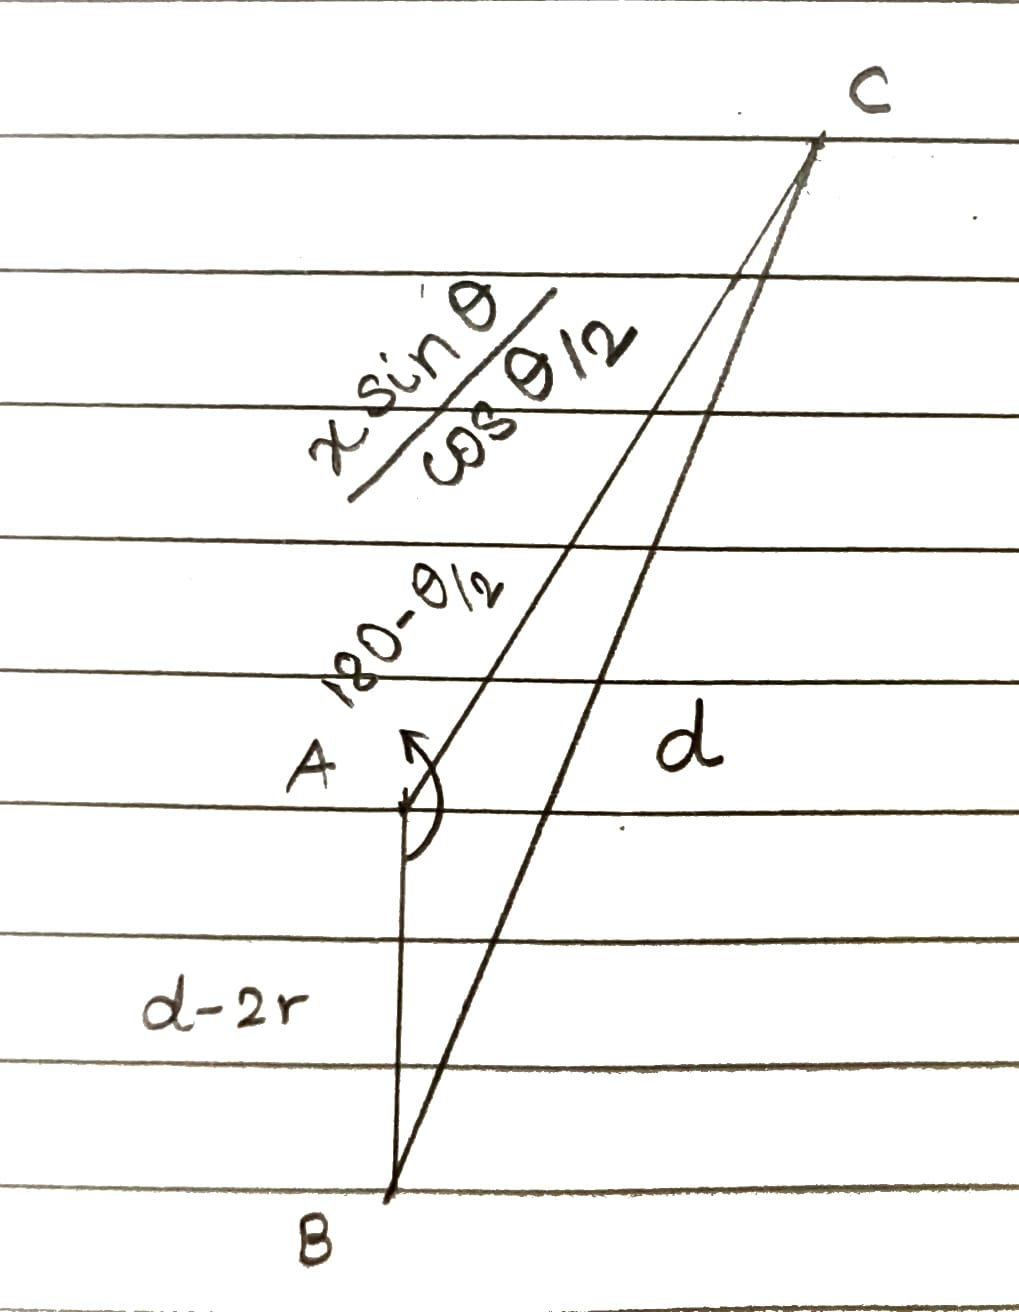 C
x sin θ
cos θ/2
180-θ/2
A
d
d-2r
B